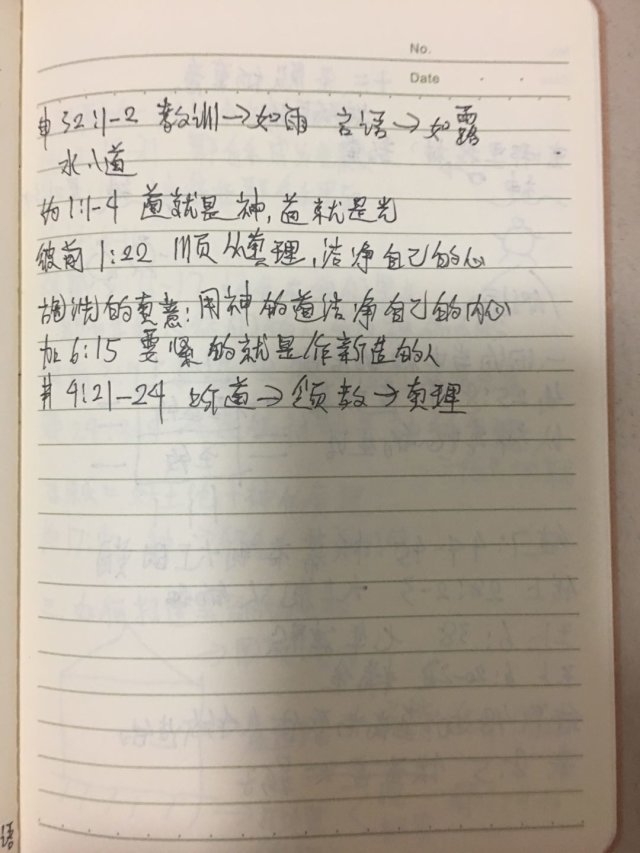 No.
Date
申 32:1-2 教训→如雨 言语→如露
水八道
约 1:1-4 道就是神,道就是光
彼前 1:22 顺从真理,洁净自己的心
洗的真意:用神的道洁净自己的内心
加 6:15 要紧的就是作新造的人
弗 4:21-24 听道→领教→真理
语